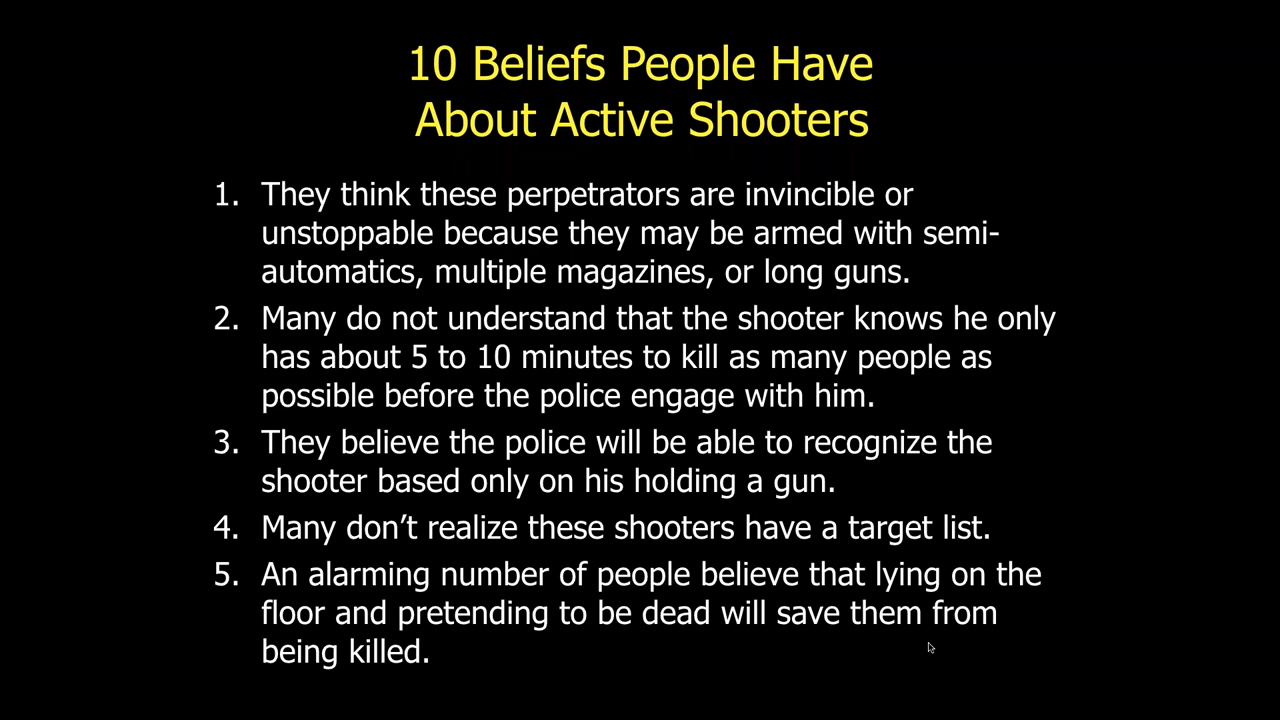 10 Beliefs People Have
About Active Shooters
1. They think these perpetrators are invincible or
unstoppable because they may be armed with semi-
automatics, multiple magazines, or long guns.
2. Many do not understand that the shooter knows he only
has about 5 to 10 minutes to kill as many people as
possible before the police engage with him.
3. They believe the police will be able to recognize the
shooter based only on his holding a gun.
4. Many don’t realize these shooters have a target list.
5. An alarming number of people believe that lying on the
floor and pretending to be dead will save them from
being killed.